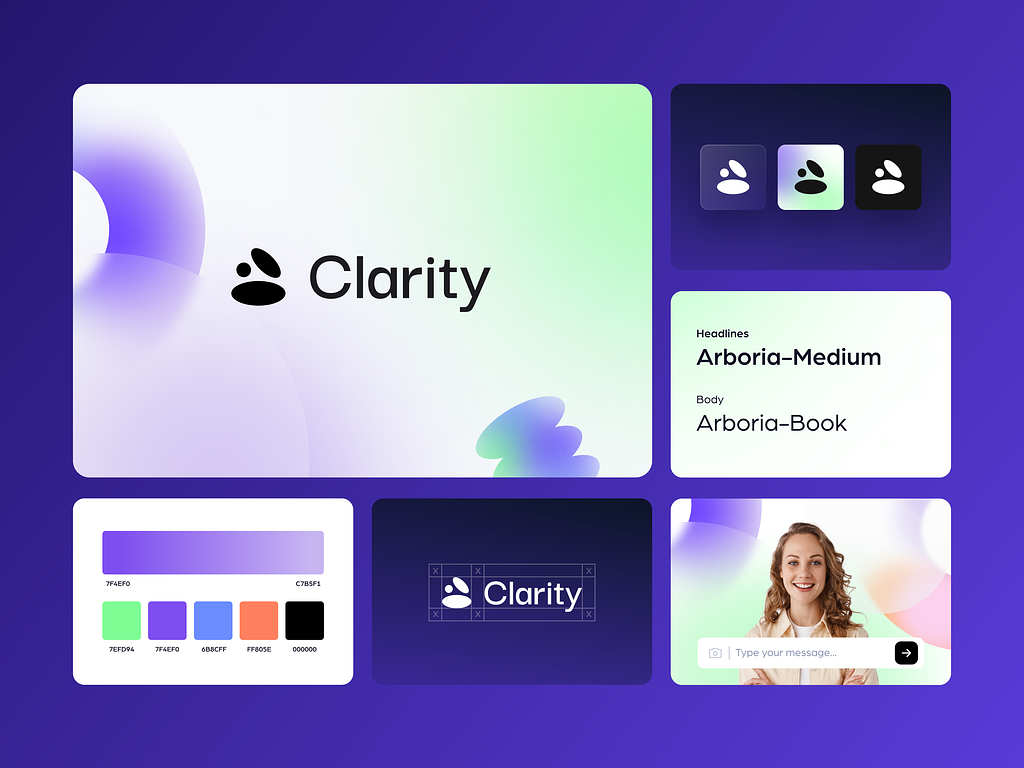 Clarity
Headlines
Arboria-Medium
Body
Arboria-Book
7F4EF0 C7B5F1
7EFD94 7F4EF0 6B8CFF FF805E 000000
X X X
Clarity
X X X
Type your message...